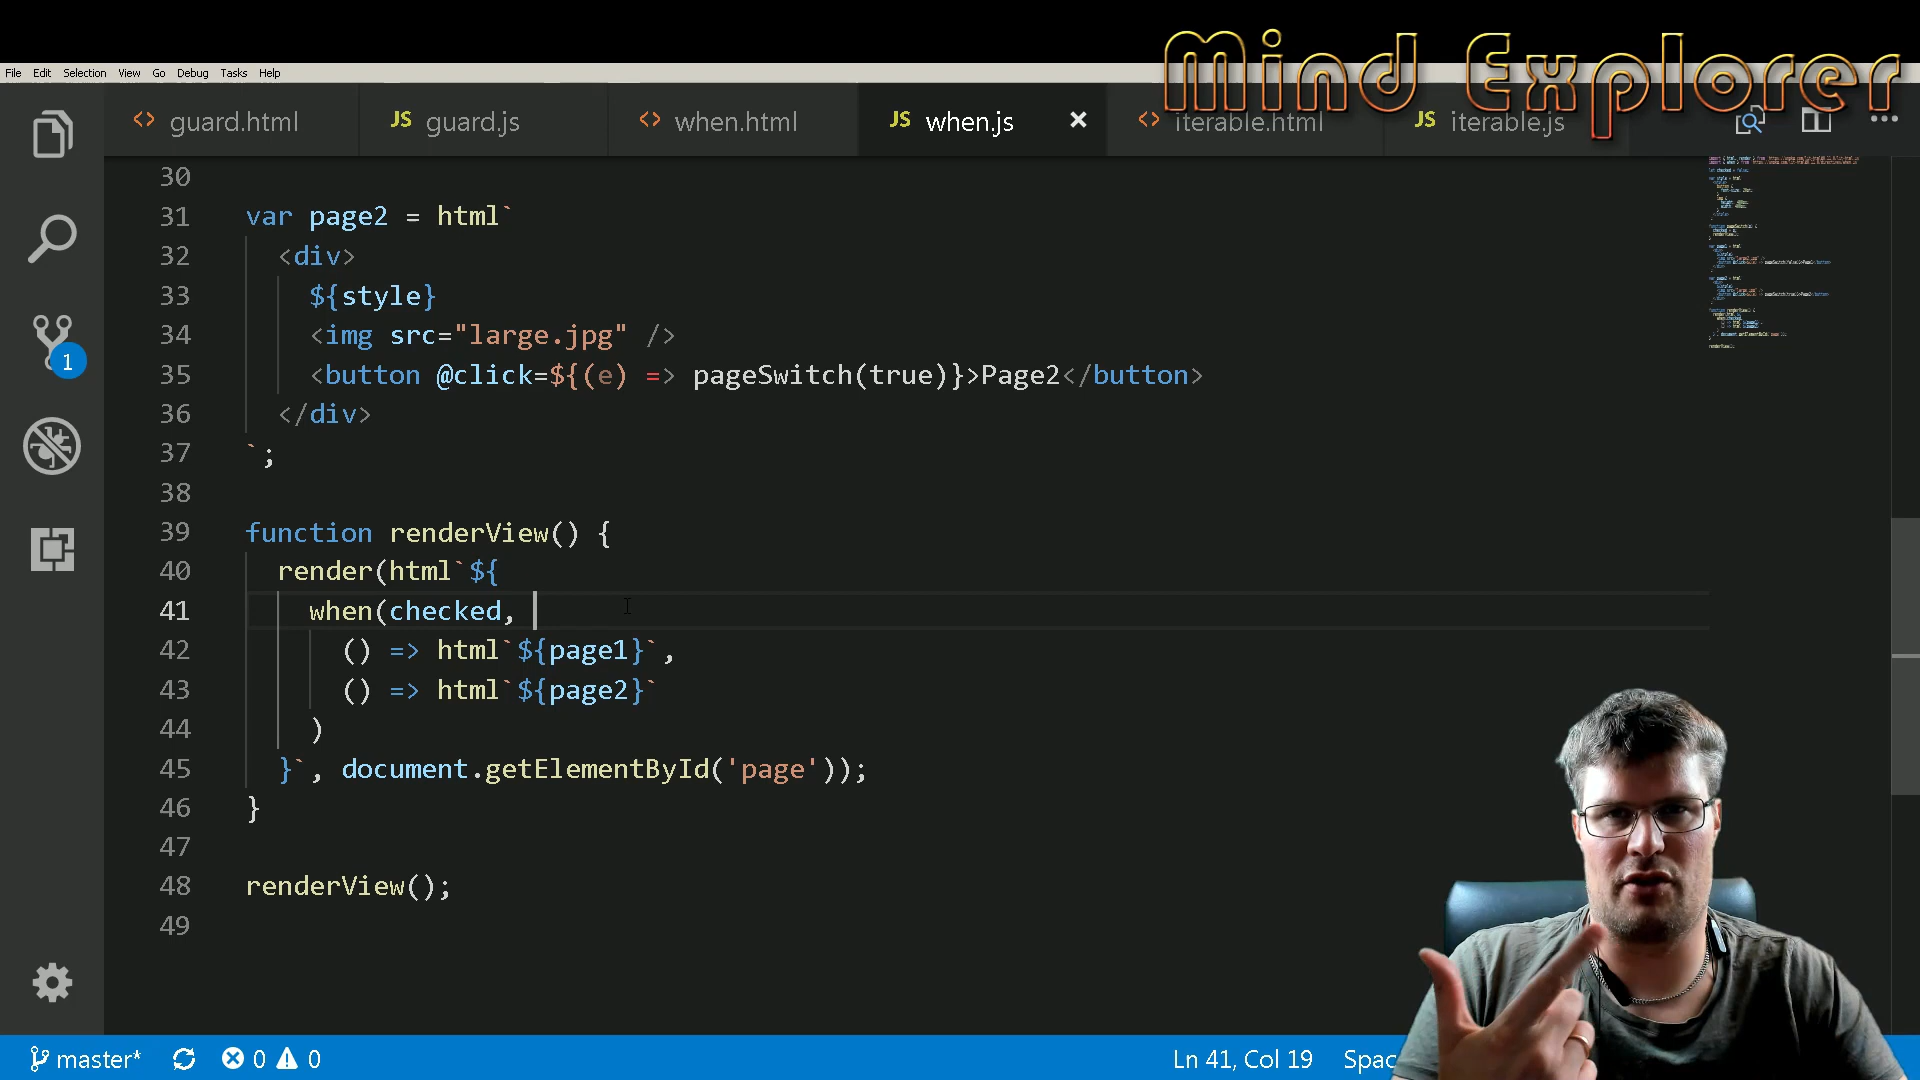 Mind Explorer
File Edit Selection View Go Debug Tasks Help
<> guard.html JS guard.js <> when.html JS when.js × <> iterable.html JS iterable.js ···
30
31 var page2 = html`
32 <div>
33 ${style}
34 <img src="large.jpg" />
35 <button @click=${(e) => pageSwitch(true)}>Page2</button>
36 </div>
37 `;
38
39 function renderView() {
40 render(html`${
41 when(checked,
42 () => html`${page1}`,
43 () => html`${page2}`
44 )
45 }`, document.getElementById('page'));
46 }
47
48 renderView();
49
1
master* 0 0 Ln 41, Col 19 Spac